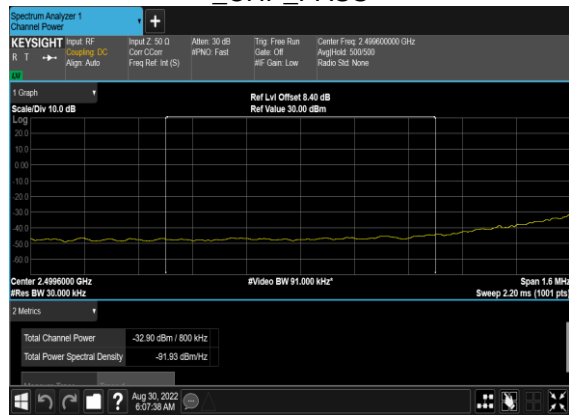 Spectrum Analyzer 1
Channel Power
KEYSIGHT
R T
Input: RF
Coupling: DC
Align: Auto
Input Z: 50 Ω
Corr CCorr
Freq Ref: Int (S)
Atten: 30 dB
#PNO: Fast
Trig: Free Run
Gate: Off
#IF Gain: Low
Center Freq: 2.499600000 GHz
Avg|Hold: 500/500
Radio Std: None
1 Graph
Scale/Div 10.0 dB
Ref Lvl Offset 8.40 dB
Ref Value 30.00 dBm
Log
20.0
10.0
0.00
-10.0
-20.0
-30.0
-40.0
-50.0
-60.0
Center 2.4996000 GHz
#Video BW 91.000 kHz*
Span 1.6 MHz
#Res BW 30.000 kHz
Sweep 2.20 ms (1001 pts)
2 Metrics
Total Channel Power -32.90 dBm / 800 kHz
Total Power Spectral Density -91.93 dBm/Hz
Aug 30, 2022
6:07:38 AM